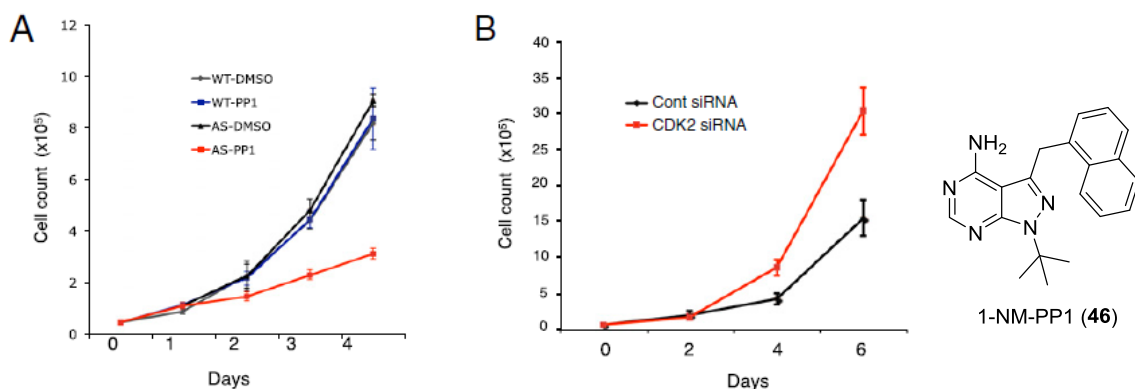 A
Cell count (x10⁵)
12
10
8
6
4
2
0
WT-DMSO
WT-PP1
AS-DMSO
AS-PP1
0 1 2 3 4
Days
B
Cell count (x10⁵)
40
35
30
25
20
15
10
5
0
Cont siRNA
CDK2 siRNA
0 2 4 6
Days
NH₂
N
N
N
N
N
1-NM-PP1 (46)